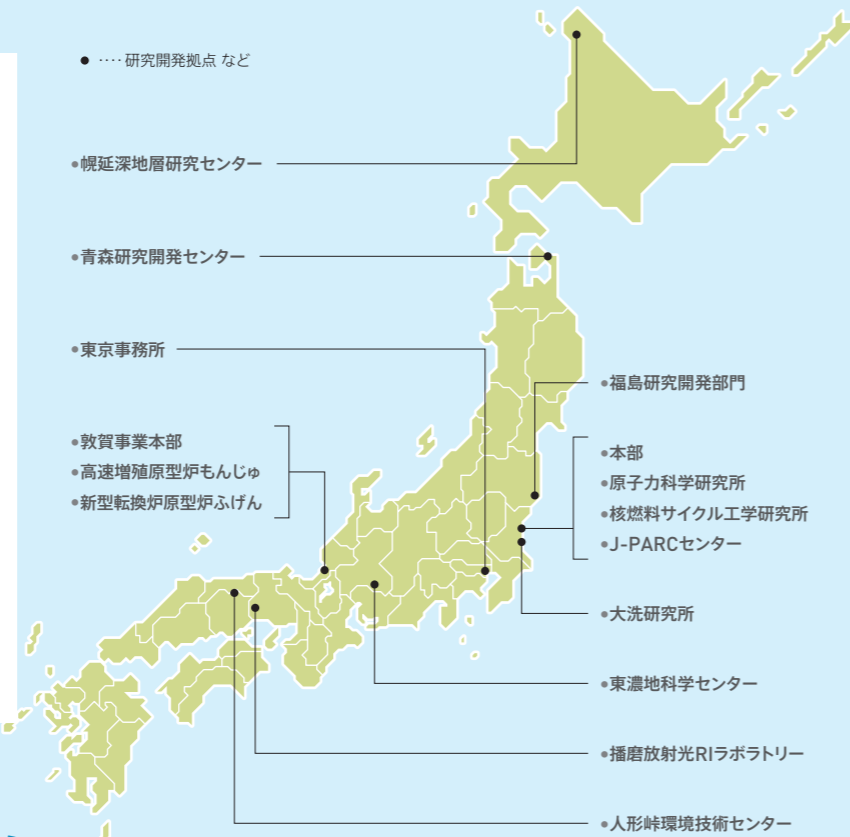 ● ････ 研究開発拠点 など
●幌延深地層研究センター
●青森研究開発センター
●東京事務所
●敦賀事業本部
●高速増殖原型炉もんじゅ
●新型転換炉原型炉ふげん
●福島研究開発部門
●本部
●原子力科学研究所
●核燃料サイクル工学研究所
●J-PARCセンター
●大洗研究所
●東濃地科学センター
●播磨放射光RIラボラトリー
●人形峠環境技術センター